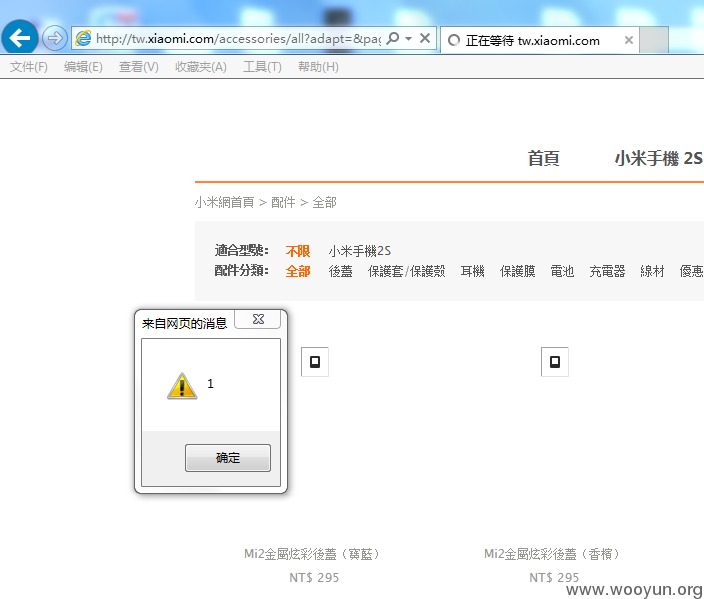 http://tw.xiaomi.com/accessories/all?adapt=&pag
正在等待 tw.xiaomi.com
文件(F) 编辑(E) 查看(V) 收藏夹(A) 工具(T) 帮助(H)
首頁 小米手機 2S
小米網首頁 > 配件 > 全部
適合型號: 不限 小米手機2S
配件分類: 全部 後蓋 保護套/保護殼 耳機 保護膜 電池 充電器 線材 優惠
来自网页的消息
1
确定
Mi2金屬炫彩後蓋（寶藍） Mi2金屬炫彩後蓋（香檳）
NT$ 295 NT$ 295
www.wooyun.org